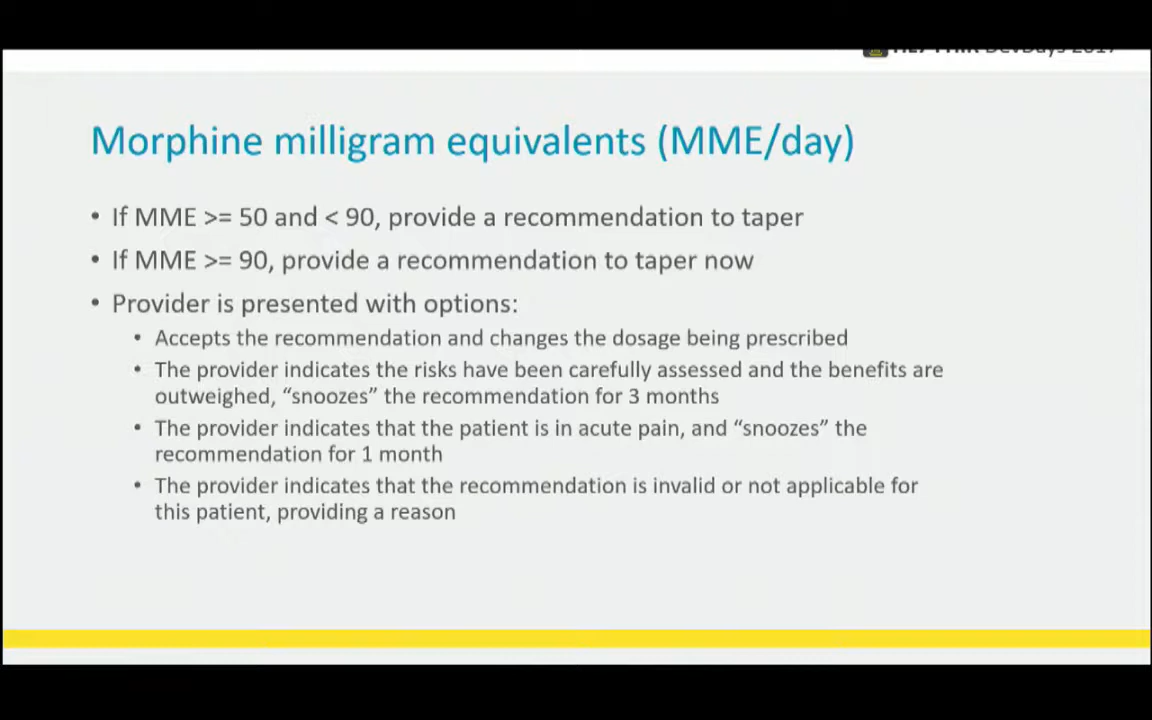 DevDays 2017
Morphine milligram equivalents (MME/day)
• If MME >= 50 and < 90, provide a recommendation to taper
• If MME >= 90, provide a recommendation to taper now
• Provider is presented with options:
• Accepts the recommendation and changes the dosage being prescribed
• The provider indicates the risks have been carefully assessed and the benefits are
outweighed, “snoozes” the recommendation for 3 months
• The provider indicates that the patient is in acute pain, and “snoozes” the
recommendation for 1 month
• The provider indicates that the recommendation is invalid or not applicable for
this patient, providing a reason